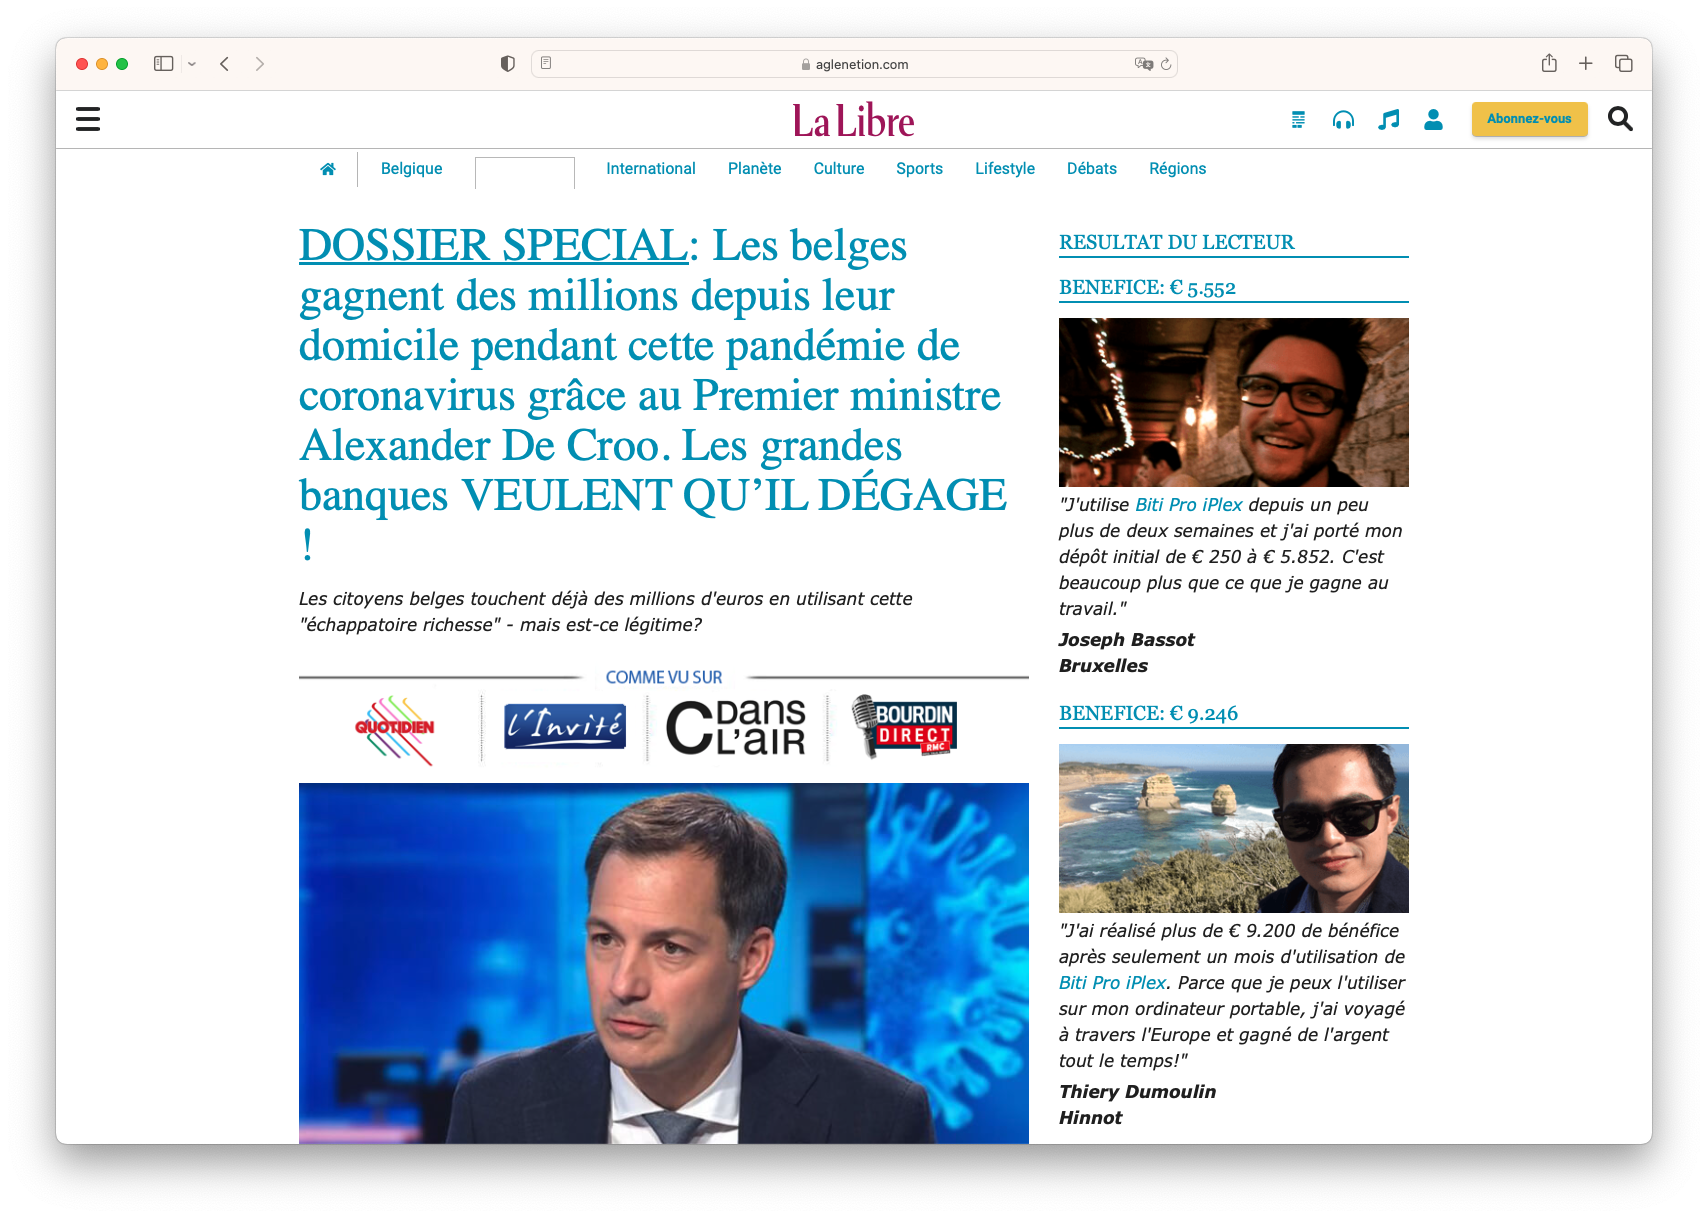 aglenetion.com
La Libre
Abonnez-vous
Belgique
International
Planète
Culture
Sports
Lifestyle
Débats
Régions
DOSSIER SPECIAL: Les belges
gagnent des millions depuis leur
domicile pendant cette pandémie de
coronavirus grâce au Premier ministre
Alexander De Croo. Les grandes
banques VEULENT QU’IL DÉGAGE
!
Les citoyens belges touchent déjà des millions d'euros en utilisant cette
"échappatoire richesse" - mais est-ce légitime?
COMME VU SUR
QUOTIDIEN
l'Invité
C DANS L'AIR
BOURDIN
DIRECT
RMC
RESULTAT DU LECTEUR
BENEFICE: € 5.552
"J'utilise Biti Pro iPlex depuis un peu
plus de deux semaines et j'ai porté mon
dépôt initial de € 250 à € 5.852. C'est
beaucoup plus que ce que je gagne au
travail."
Joseph Bassot
Bruxelles
BENEFICE: € 9.246
"J'ai réalisé plus de € 9.200 de bénéfice
après seulement un mois d'utilisation de
Biti Pro iPlex. Parce que je peux l'utiliser
sur mon ordinateur portable, j'ai voyagé
à travers l'Europe et gagné de l'argent
tout le temps!"
Thiery Dumoulin
Hinnot